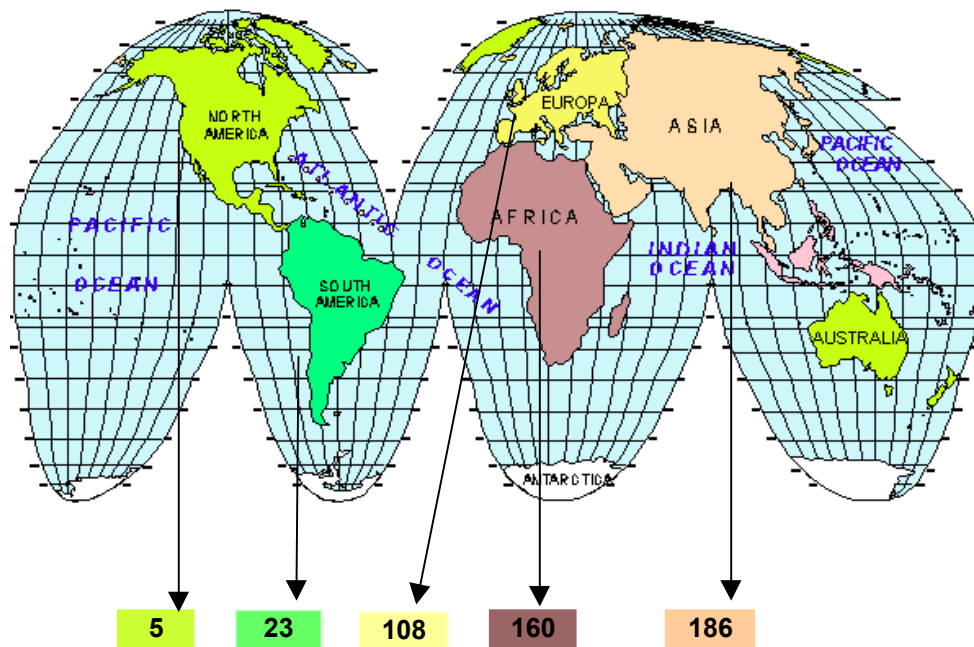 NORTH
AMERICA
ATLANTIC
OCEAN
PACIFIC
OCEAN
SOUTH
AMERICA
EUROPA
ASIA
AFRICA
PACIFIC
OCEAN
INDIAN
OCEAN
AUSTRALIA
ANTARCTICA
5
23
108
160
186